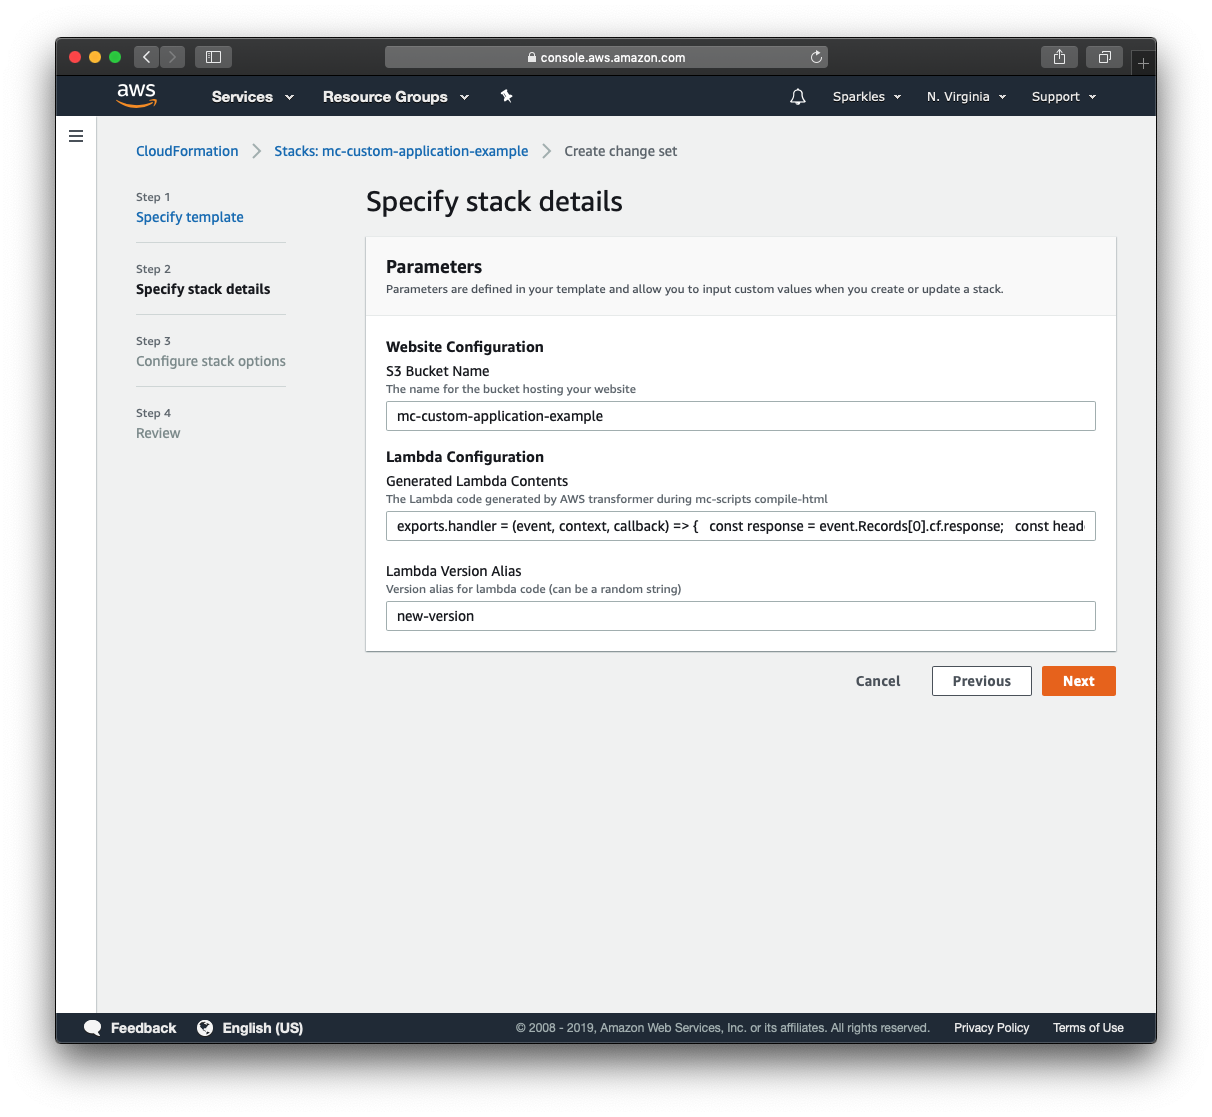 console.aws.amazon.com
aws Services Resource Groups Sparkles N. Virginia Support
CloudFormation Stacks: mc-custom-application-example Create change set
Step 1
Specify template
Step 2
Specify stack details
Step 3
Configure stack options
Step 4
Review
Specify stack details
Parameters
Parameters are defined in your template and allow you to input custom values when you create or update a stack.
Website Configuration
S3 Bucket Name
The name for the bucket hosting your website
mc-custom-application-example
Lambda Configuration
Generated Lambda Contents
The Lambda code generated by AWS transformer during mc-scripts compile-html
exports.handler = (event, context, callback) => { const response = event.Records[0].cf.response; const head
Lambda Version Alias
Version alias for lambda code (can be a random string)
new-version
Cancel Previous Next
Feedback English (US) © 2008 - 2019, Amazon Web Services, Inc. or its affiliates. All rights reserved. Privacy Policy Terms of Use